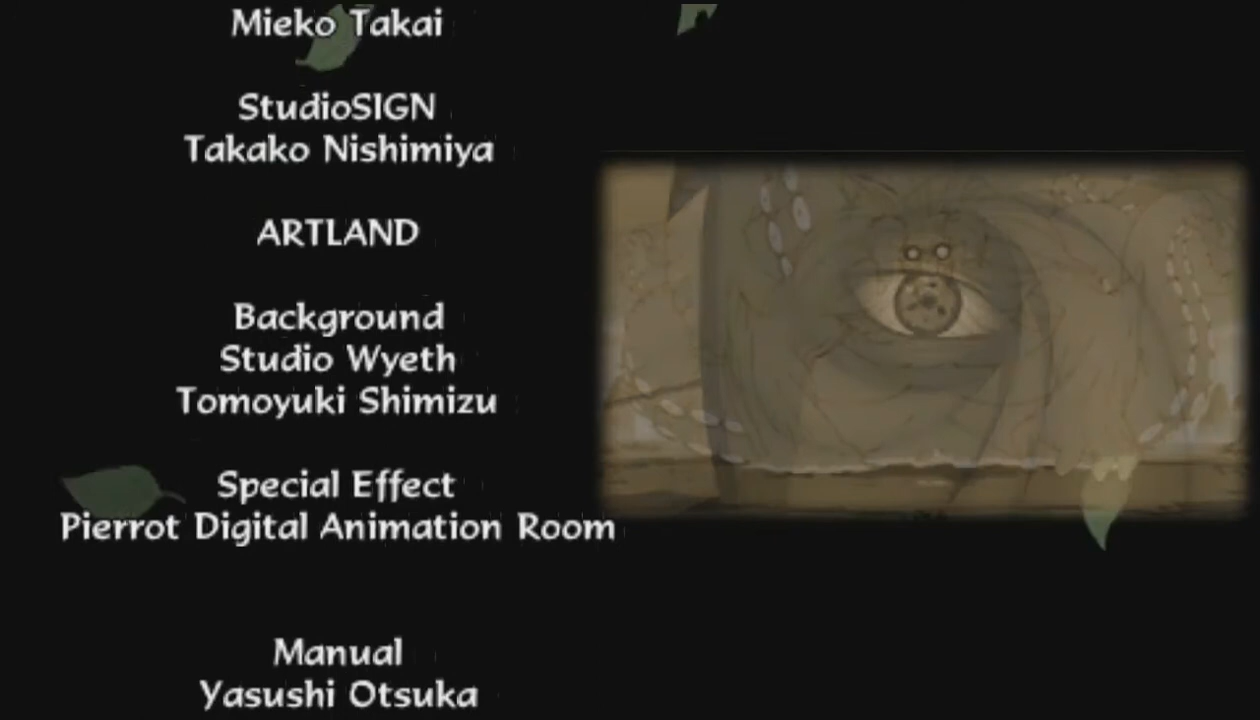 Mieko Takai
StudioSIGN
Takako Nishimiya
ARTLAND
Background
Studio Wyeth
Tomoyuki Shimizu
Special Effect
Pierrot Digital Animation Room
Manual
Yasushi Otsuka